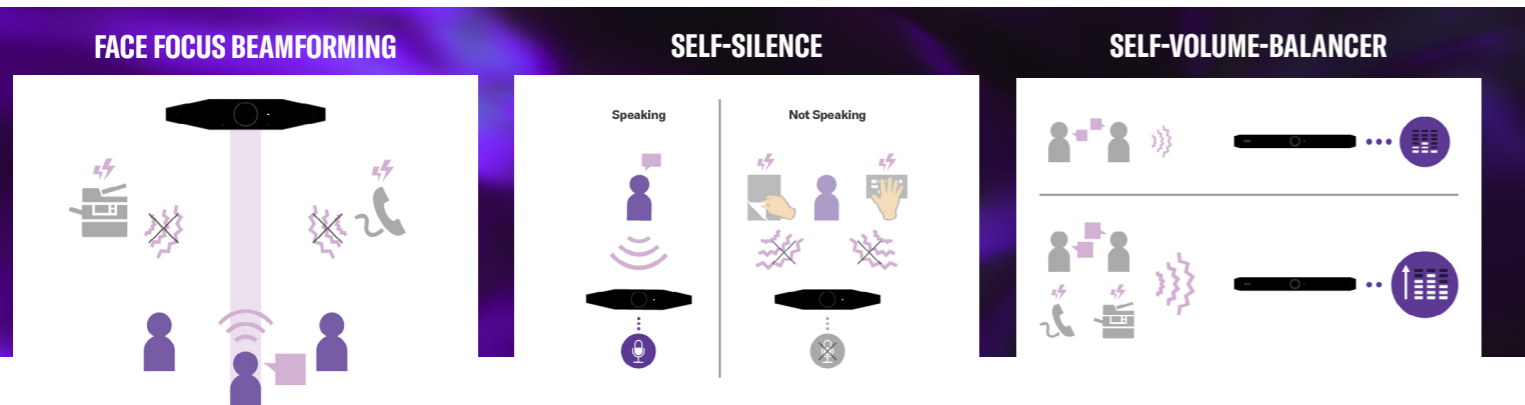 FACE FOCUS BEAMFORMING
SELF-SILENCE
Speaking
Not Speaking
SELF-VOLUME-BALANCER